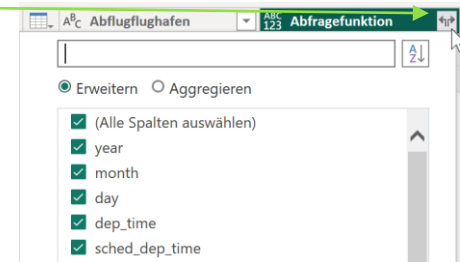 ABC Abflugflughafen ABC 123 Abfragefunktion
A Z
Erweitern Aggregieren
(Alle Spalten auswählen)
year
month
day
dep_time
sched_dep_time